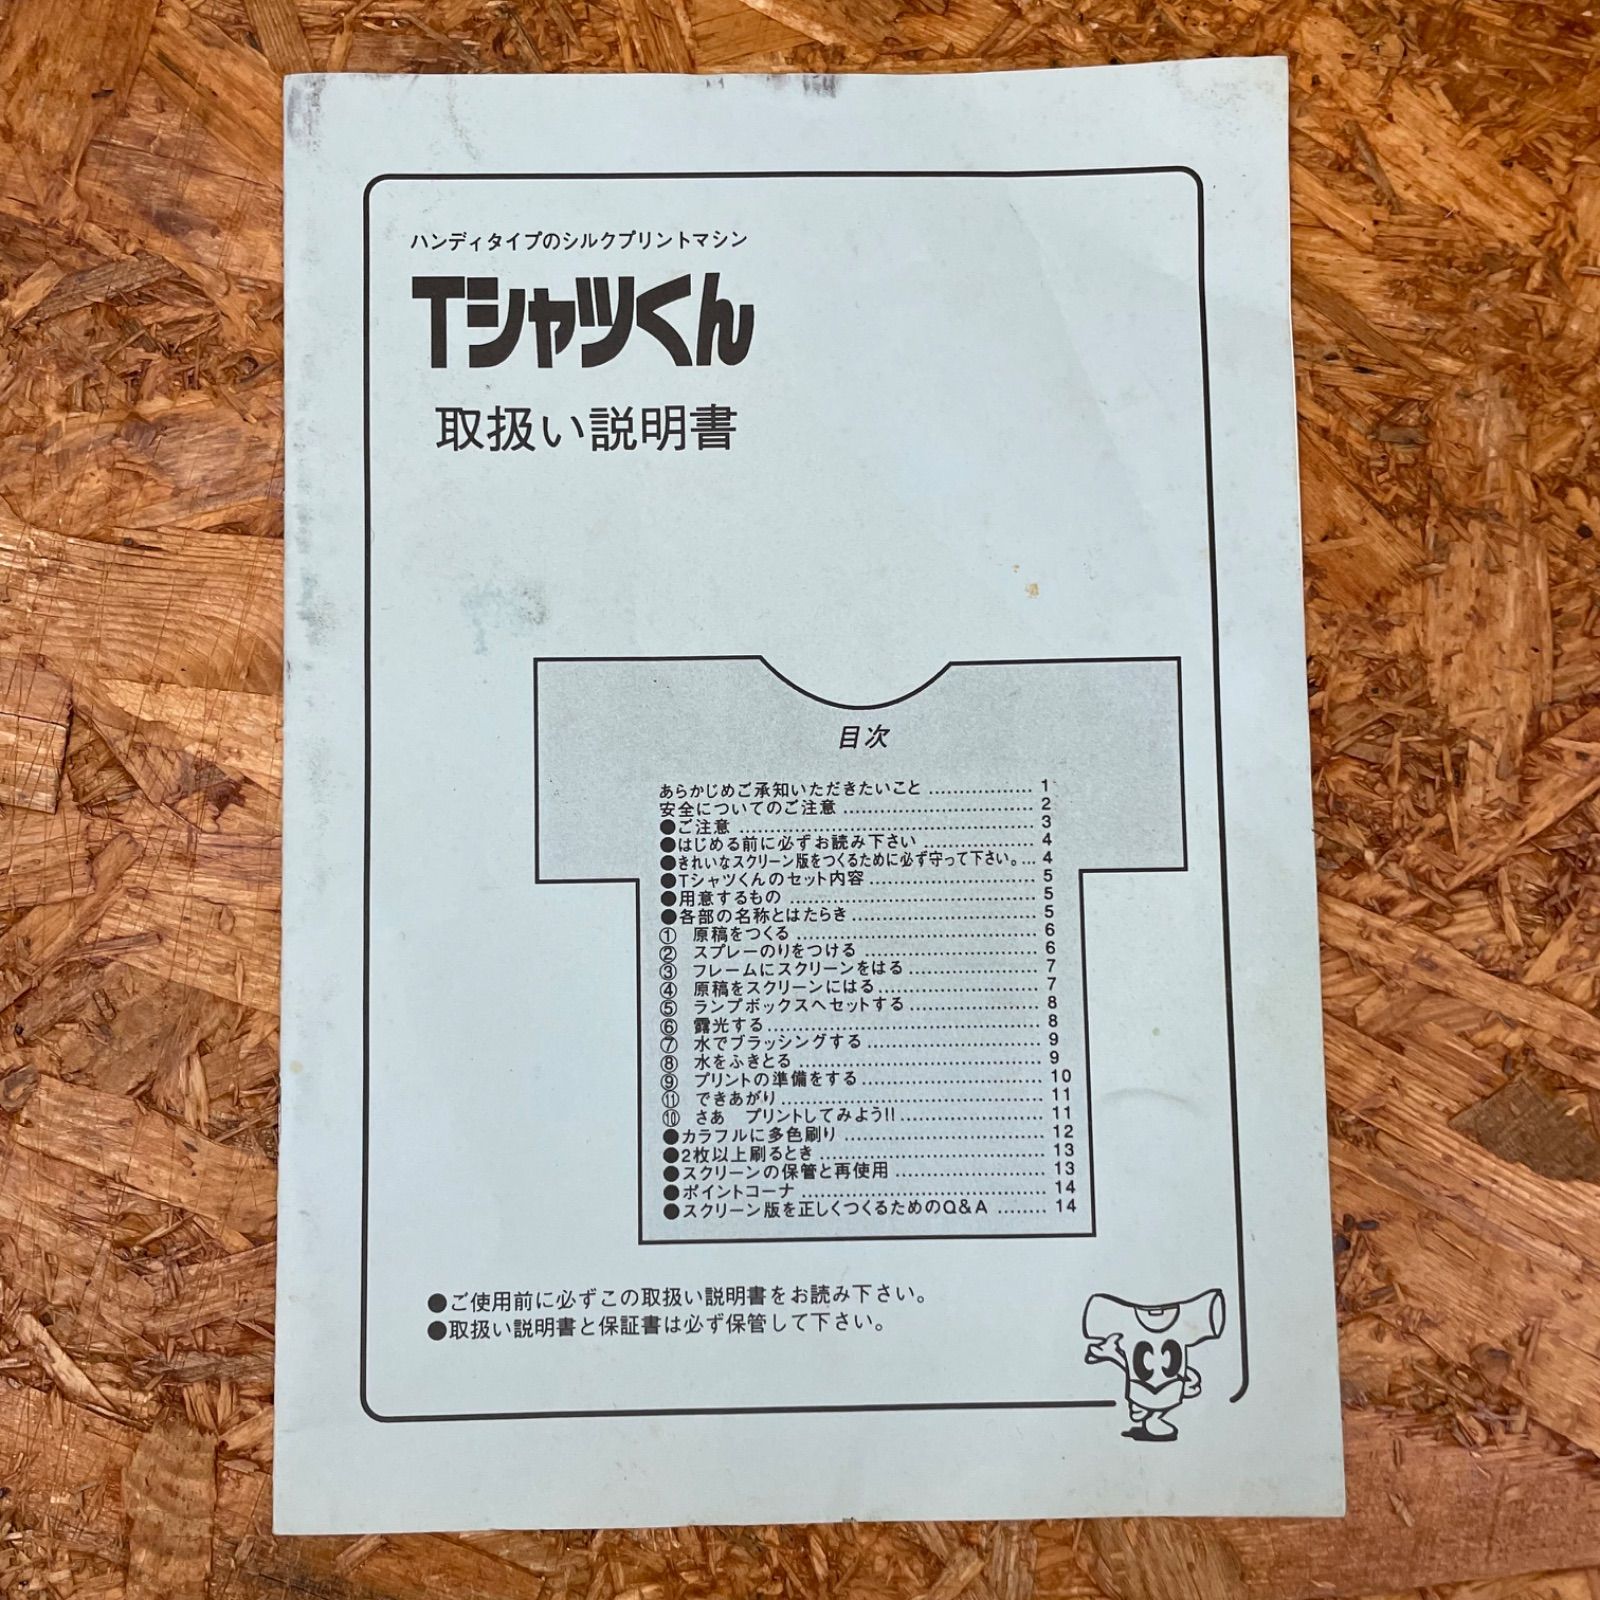 ハンディタイプのシルクプリントマシン
Tシャツくん
取扱い説明書
目次
あらかじめご承知いただきたいこと ................. 1
安全についてのご注意 ................. 2
●ご注意 ................. 3
●はじめる前に必ずお読み下さい ................. 4
●きれいなスクリーン版をつくるために必ず守って下さい。... 4
●Tシャツくんのセット内容 ................. 5
●用意するもの ................. 5
●各部の名称とはたらき ................. 5
① 原稿をつくる ................. 6
② スプレーのりをつける ................. 6
③ フレームにスクリーンをはる ................. 7
④ 原稿をスクリーンにはる ................. 7
⑤ ランプボックスへセットする ................. 8
⑥ 露光する ................. 8
⑦ 水でブラッシングする ................. 9
⑧ 水をふきとる ................. 9
⑨ プリントの準備をする ................. 10
⑪ できあがり ................. 11
⑩ さあ プリントしてみよう!! ................. 11
●カラフルに多色刷り ................. 12
●2枚以上刷るとき ................. 13
●スクリーンの保管と再使用 ................. 13
●ポイントコーナ ................. 14
●スクリーン版を正しくつくるためのQ&A ........ 14
●ご使用前に必ずこの取扱い説明書をお読み下さい。
●取扱い説明書と保証書は必ず保管して下さい。